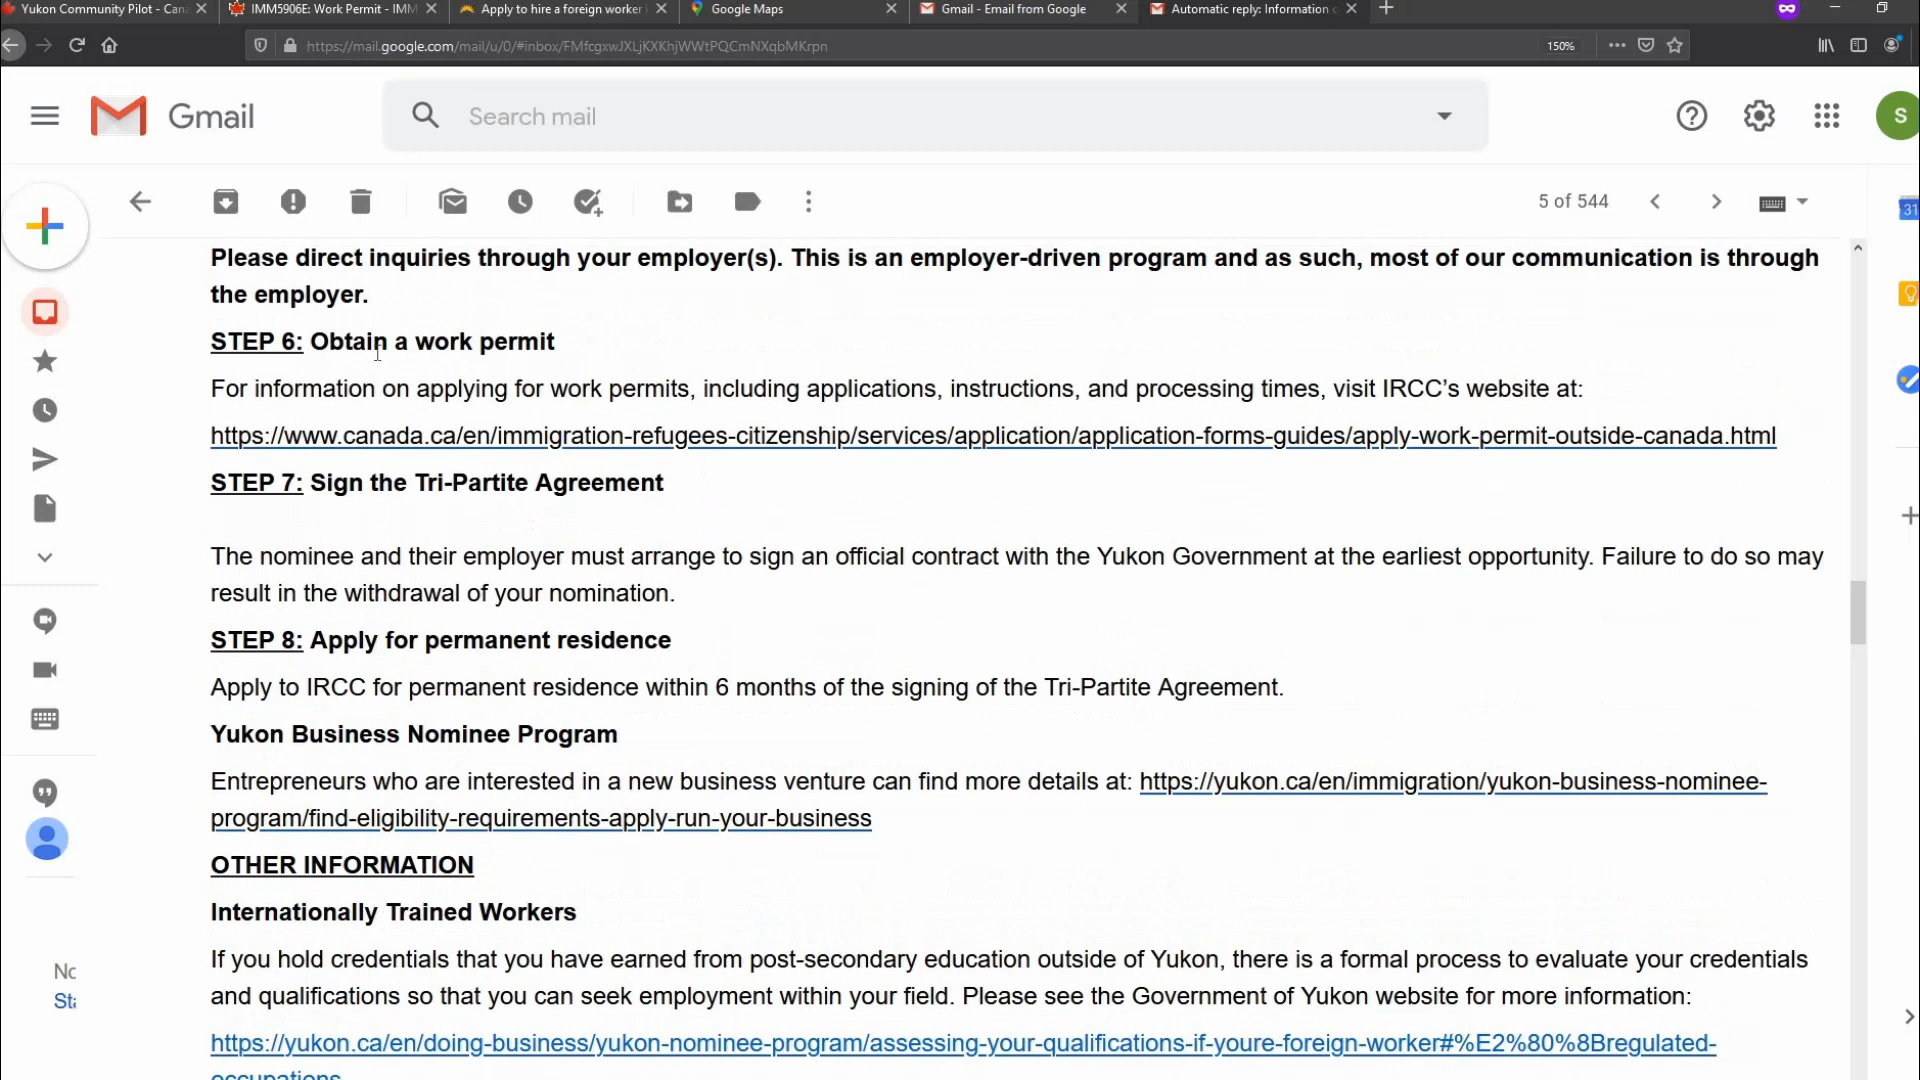 Yukon Community Pilot - Can
IMM5906E: Work Permit - IMM
Apply to hire a foreign worker i
Google Maps
Gmail - Email from Google
Automatic reply: Information
https://mail.google.com/mail/u/0/#inbox/FMfcgxwJXLjKXKhjWWtPQCmNXqbMKrpn
150%
Gmail
Search mail
S
5 of 544
31
Please direct inquiries through your employer(s). This is an employer-driven program and as such, most of our communication is through
the employer.
STEP 6: Obtain a work permit
For information on applying for work permits, including applications, instructions, and processing times, visit IRCC’s website at:
https://www.canada.ca/en/immigration-refugees-citizenship/services/application/application-forms-guides/apply-work-permit-outside-canada.html
STEP 7: Sign the Tri-Partite Agreement
The nominee and their employer must arrange to sign an official contract with the Yukon Government at the earliest opportunity. Failure to do so may
result in the withdrawal of your nomination.
STEP 8: Apply for permanent residence
Apply to IRCC for permanent residence within 6 months of the signing of the Tri-Partite Agreement.
Yukon Business Nominee Program
Entrepreneurs who are interested in a new business venture can find more details at: https://yukon.ca/en/immigration/yukon-business-nominee-
program/find-eligibility-requirements-apply-run-your-business
OTHER INFORMATION
Internationally Trained Workers
If you hold credentials that you have earned from post-secondary education outside of Yukon, there is a formal process to evaluate your credentials
and qualifications so that you can seek employment within your field. Please see the Government of Yukon website for more information:
https://yukon.ca/en/doing-business/yukon-nominee-program/assessing-your-qualifications-if-youre-foreign-worker#%E2%80%8Bregulated-
occupations
No
Sta